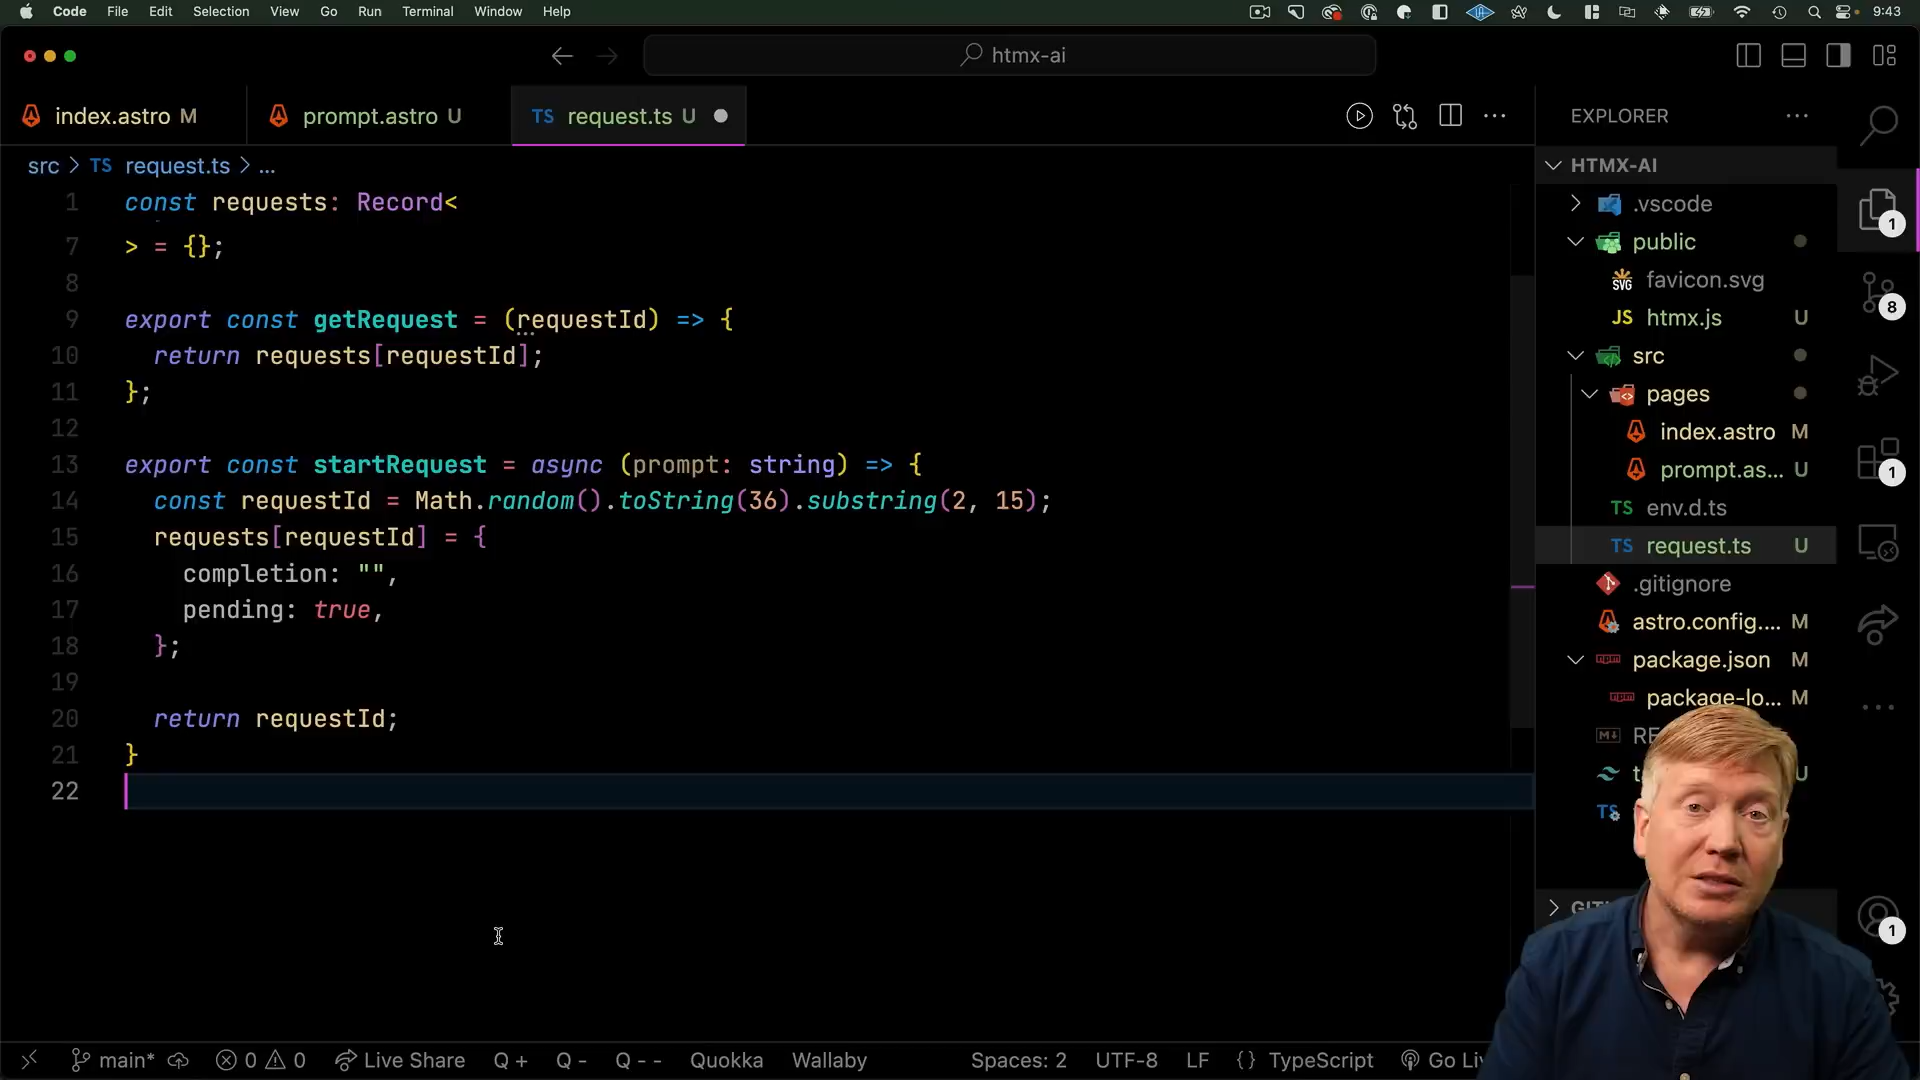 Code File Edit Selection View Go Run Terminal Window Help 9:43
htmx-ai
index.astro M
prompt.astro U
TS request.ts U
EXPLORER
src > TS request.ts > ...
HTMX-AI
1 const requests: Record<
7 > = {};
8
9 export const getRequest = (requestId) => {
10 return requests[requestId];
11 };
12
13 export const startRequest = async (prompt: string) => {
14 const requestId = Math.random().toString(36).substring(2, 15);
15 requests[requestId] = {
16 completion: "",
17 pending: true,
18 };
19
20 return requestId;
21 }
22
.vscode
public
SVG favicon.svg
JS htmx.js U
src
pages
index.astro M
prompt.as... U
TS env.d.ts
TS request.ts U
.gitignore
astro.config.... M
package.json M
package-lo... M
TS
1
8
1
1
main* 0 0 Live Share Q + Q - Q - - Quokka Wallaby Spaces: 2 UTF-8 LF {} TypeScript